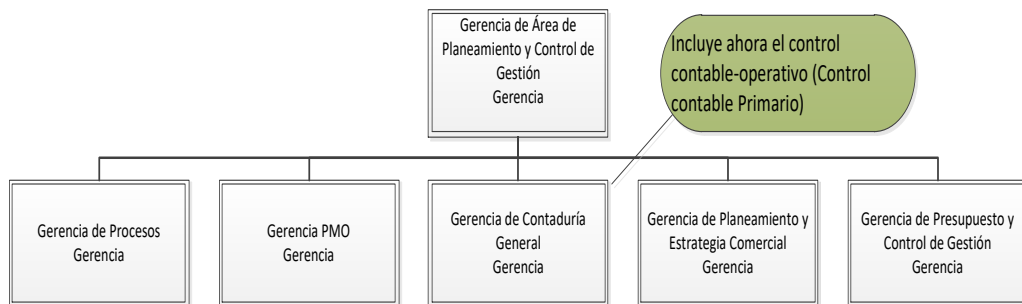 Gerencia de Área de
Planeamiento y Control de
Gestión
Gerencia
Incluye ahora el control
contable-operativo (Control
contable Primario)
Gerencia de Procesos
Gerencia
Gerencia PMO
Gerencia
Gerencia de Contaduría
General
Gerencia
Gerencia de Planeamiento y
Estrategia Comercial
Gerencia
Gerencia de Presupuesto y
Control de Gestión
Gerencia